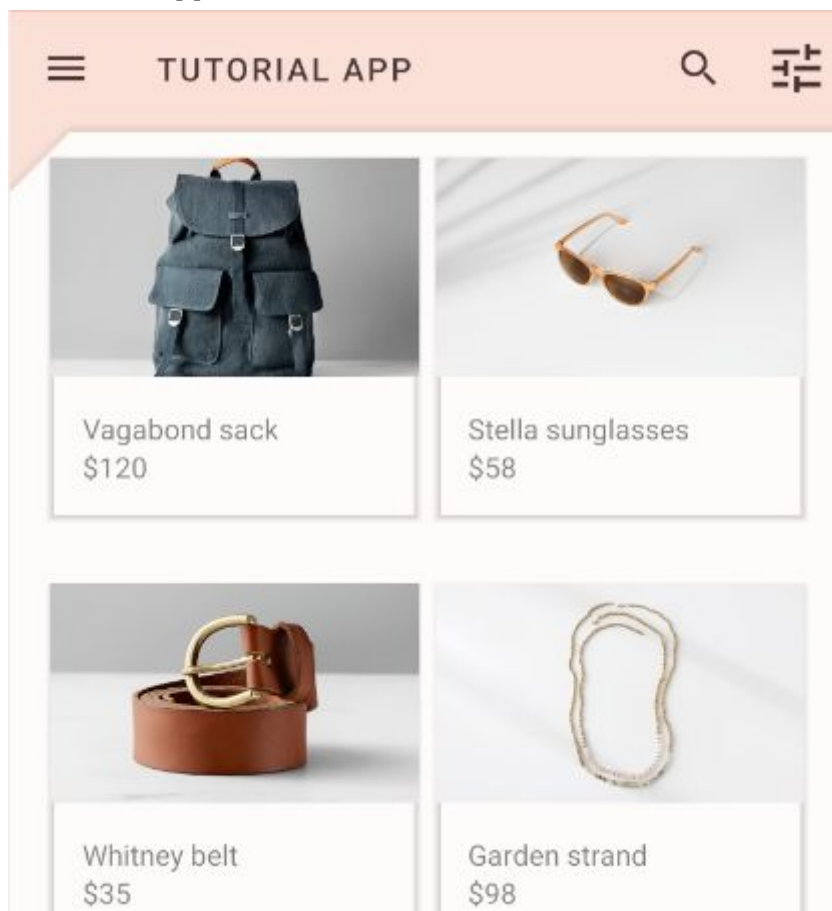 TUTORIAL APP
Vagabond sack
$120
Stella sunglasses
$58
Whitney belt
$35
Garden strand
$98